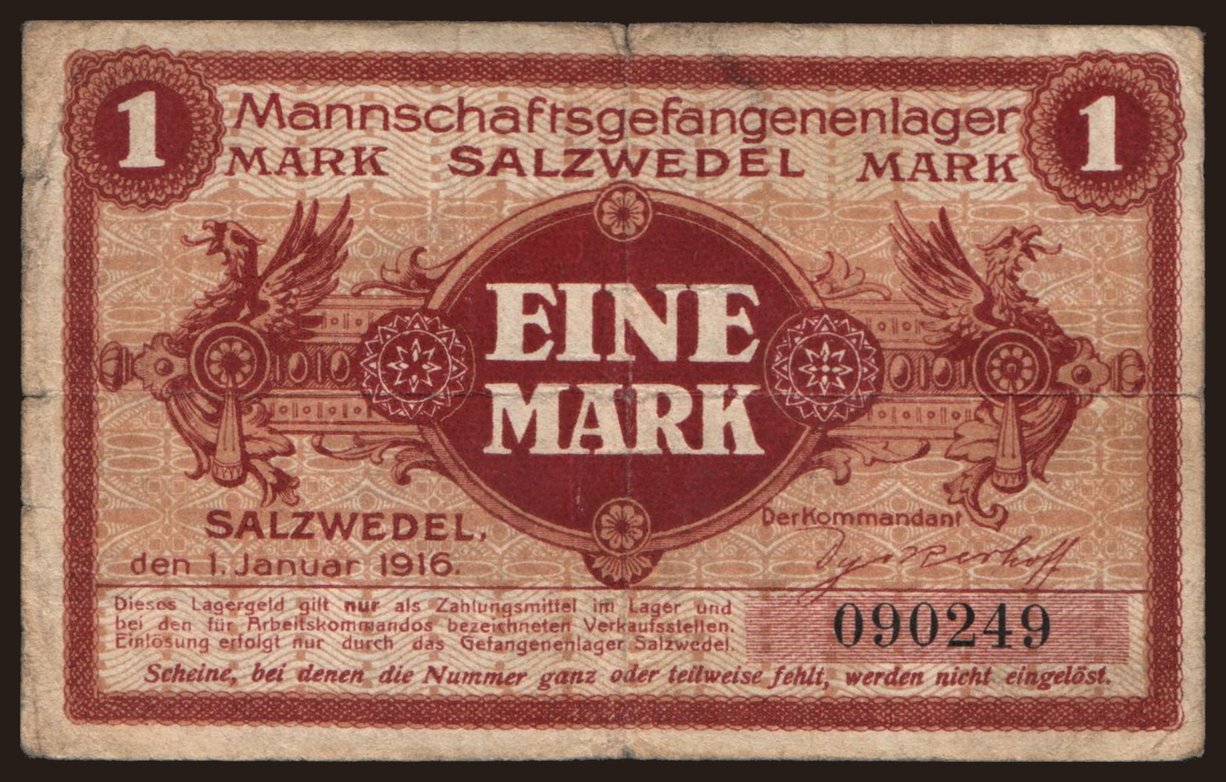 1 Mannschaftsgefangenenlager 1
MARK SALZWEDEL MARK
EINE
MARK
SALZWEDEL,
den 1. Januar 1916.
Der Kommandant
Dieses Lagergeld gilt nur als Zahlungsmittel im Lager und
bei den für Arbeitskommandos bezeichneten Verkaufsstellen.
Einlösung erfolgt nur durch das Gefangenenlager Salzwedel.
090249
Scheine, bei denen die Nummer ganz oder teilweise fehlt, werden nicht eingelöst.